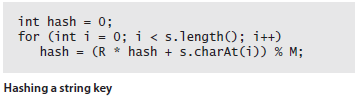 int hash = 0;
for (int i = 0; i < s.length(); i++)
    hash = (R * hash + s.charAt(i)) % M;
Hashing a string key